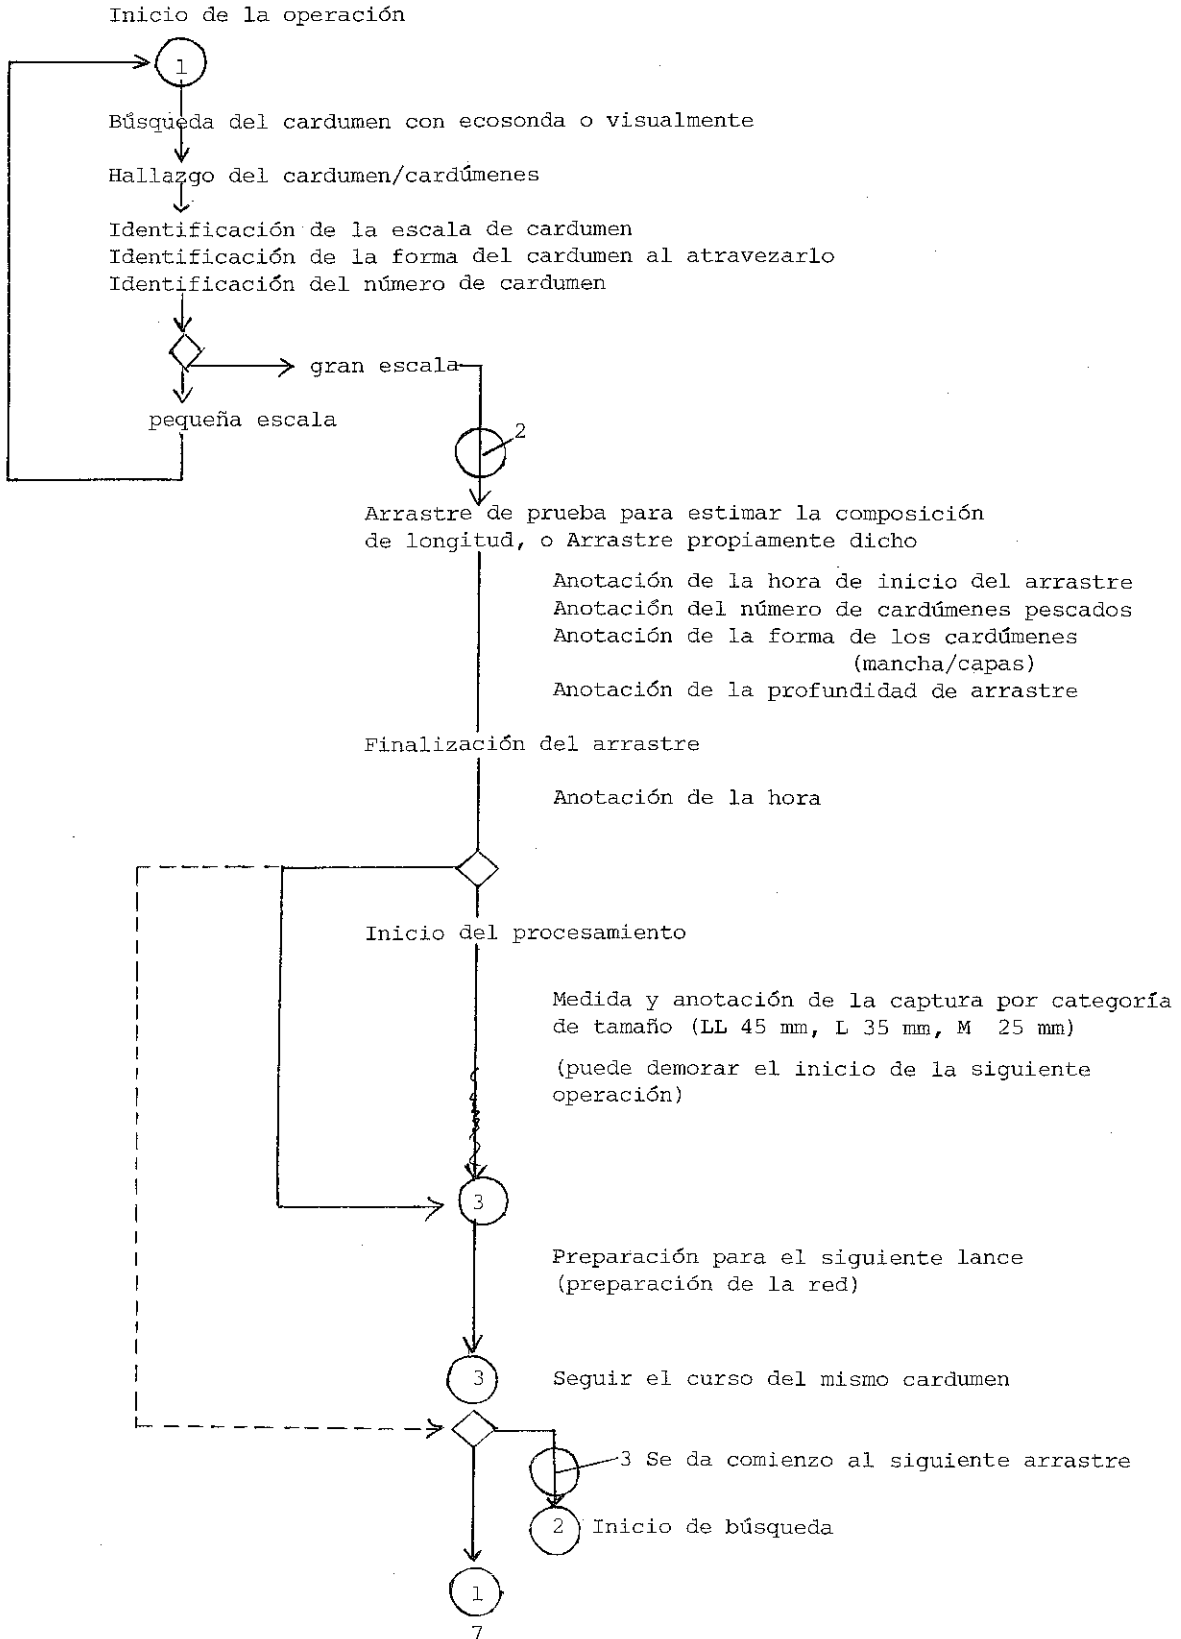 Inicio de la operación
1
Búsqueda del cardumen con ecosonda o visualmente
Hallazgo del cardumen/cardúmenes
Identificación de la escala de cardumen
Identificación de la forma del cardumen al atravezarlo
Identificación del número de cardumen
gran escala
pequeña escala
2
Arrastre de prueba para estimar la composición
de longitud, o Arrastre propiamente dicho
Anotación de la hora de inicio del arrastre
Anotación del número de cardúmenes pescados
Anotación de la forma de los cardúmenes
(mancha/capas)
Anotación de la profundidad de arrastre
Finalización del arrastre
Anotación de la hora
Inicio del procesamiento
Medida y anotación de la captura por categoría
de tamaño (LL 45 mm, L 35 mm, M 25 mm)
(puede demorar el inicio de la siguiente
operación)
3
Preparación para el siguiente lance
(preparación de la red)
3 Seguir el curso del mismo cardumen
3 Se da comienzo al siguiente arrastre
2 Inicio de búsqueda
1
7